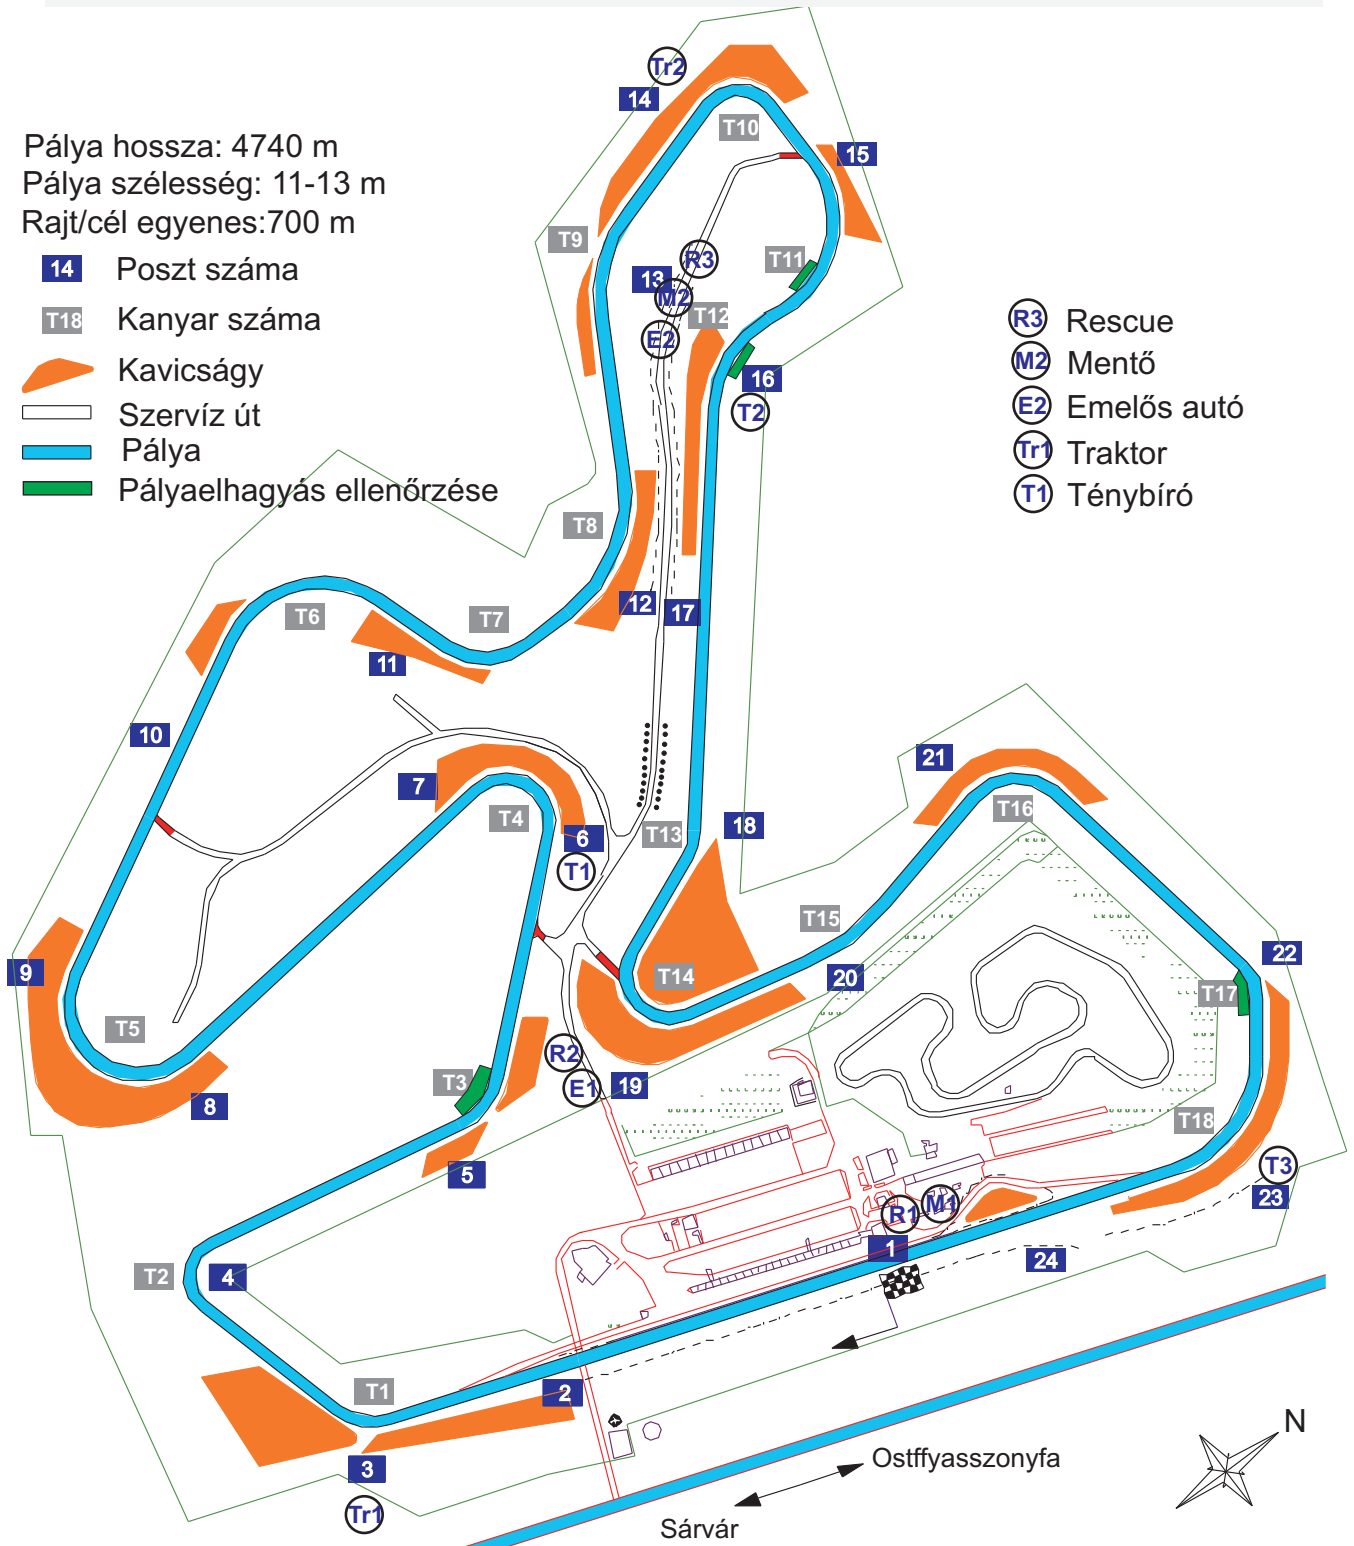 Pálya hossza: 4740 m
Pálya szélesség: 11-13 m
Rajt/cél egyenes:700 m
14 Poszt száma
T18 Kanyar száma
Kavicságy
Szervíz út
Pálya
Pályaelhagyás ellenőrzése
R3 Rescue
M2 Mentő
E2 Emelős autó
Tr1 Traktor
T1 Ténybíró
Tr2
14
T10
15
T9
R3
T11
13
M2
T12
E2
16
T2
T8
12
17
T6
T7
11
10
21
7
T16
T4
18
6
T13
T1
T15
22
9
T14
20
T17
T5
R2
T3
E1
19
8
T18
5
T3
23
R1
M1
1
24
T2
4
T1
2
3
Tr1
N
Ostffyasszonyfa
Sárvár